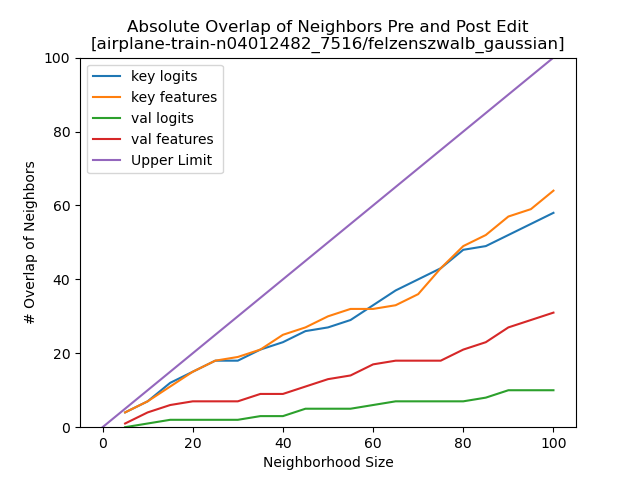 Absolute Overlap of Neighbors Pre and Post Edit
[airplane-train-n04012482_7516/felzenszwalb_gaussian]
key logits
key features
val logits
val features
Upper Limit
# Overlap of Neighbors
100
80
60
40
20
0
0 20 40 60 80 100
Neighborhood Size